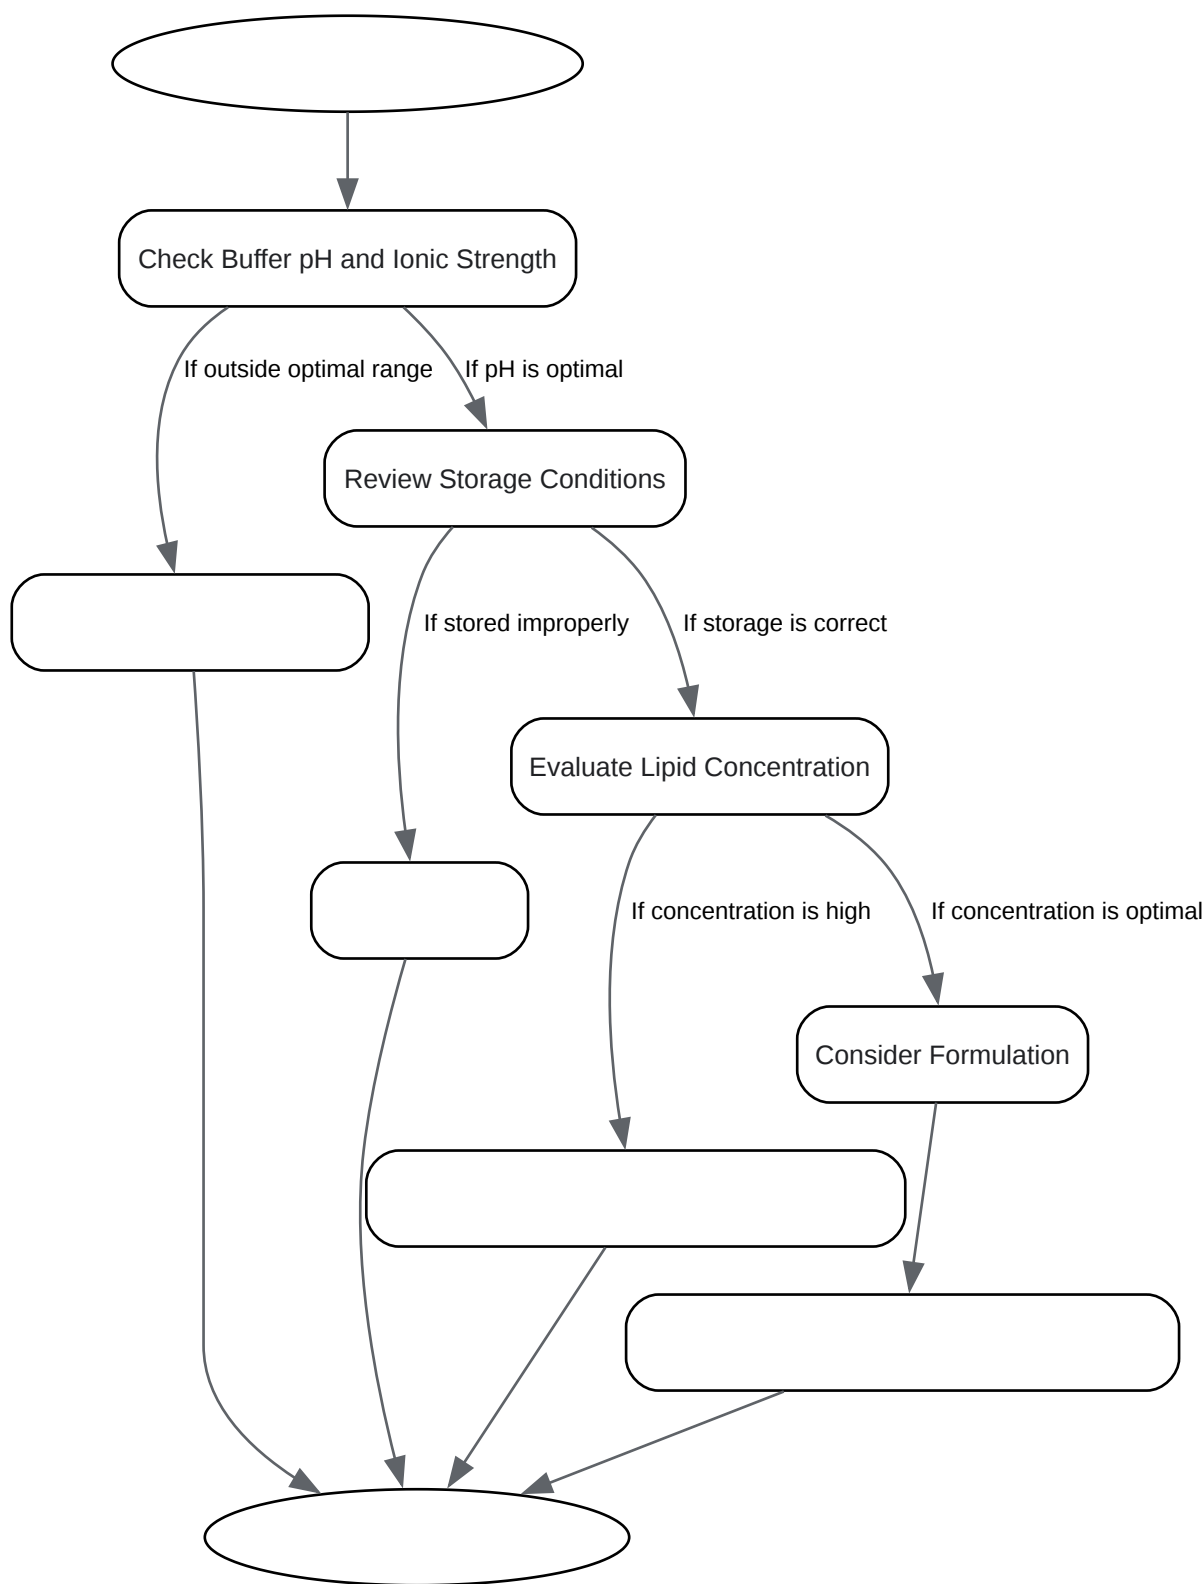 Check Buffer pH and Ionic Strength
If outside optimal range
If pH is optimal
Review Storage Conditions
If stored improperly
If storage is correct
Evaluate Lipid Concentration
If concentration is high
If concentration is optimal
Consider Formulation